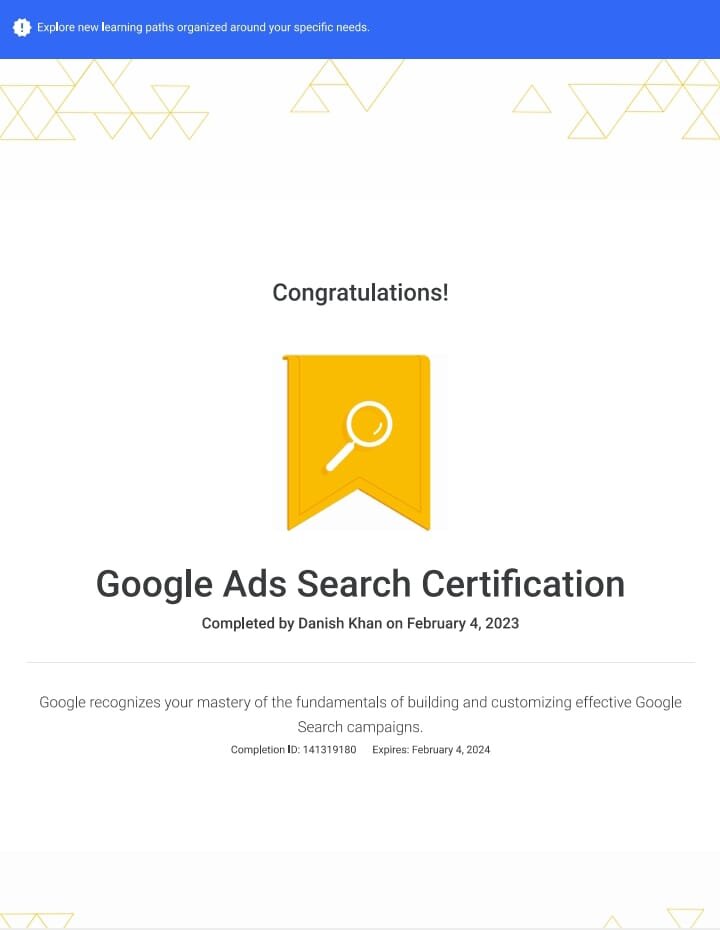 Explore new learning paths organized around your specific needs.
Congratulations!
Google Ads Search Certification
Completed by Danish Khan on February 4, 2023
Google recognizes your mastery of the fundamentals of building and customizing effective Google
Search campaigns.
Completion ID: 141319180 Expires: February 4, 2024